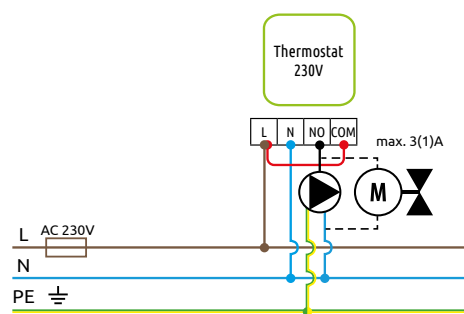 Thermostat
230V
L N NO COM
max. 3(1)A
M
L AC 230V
N
PE